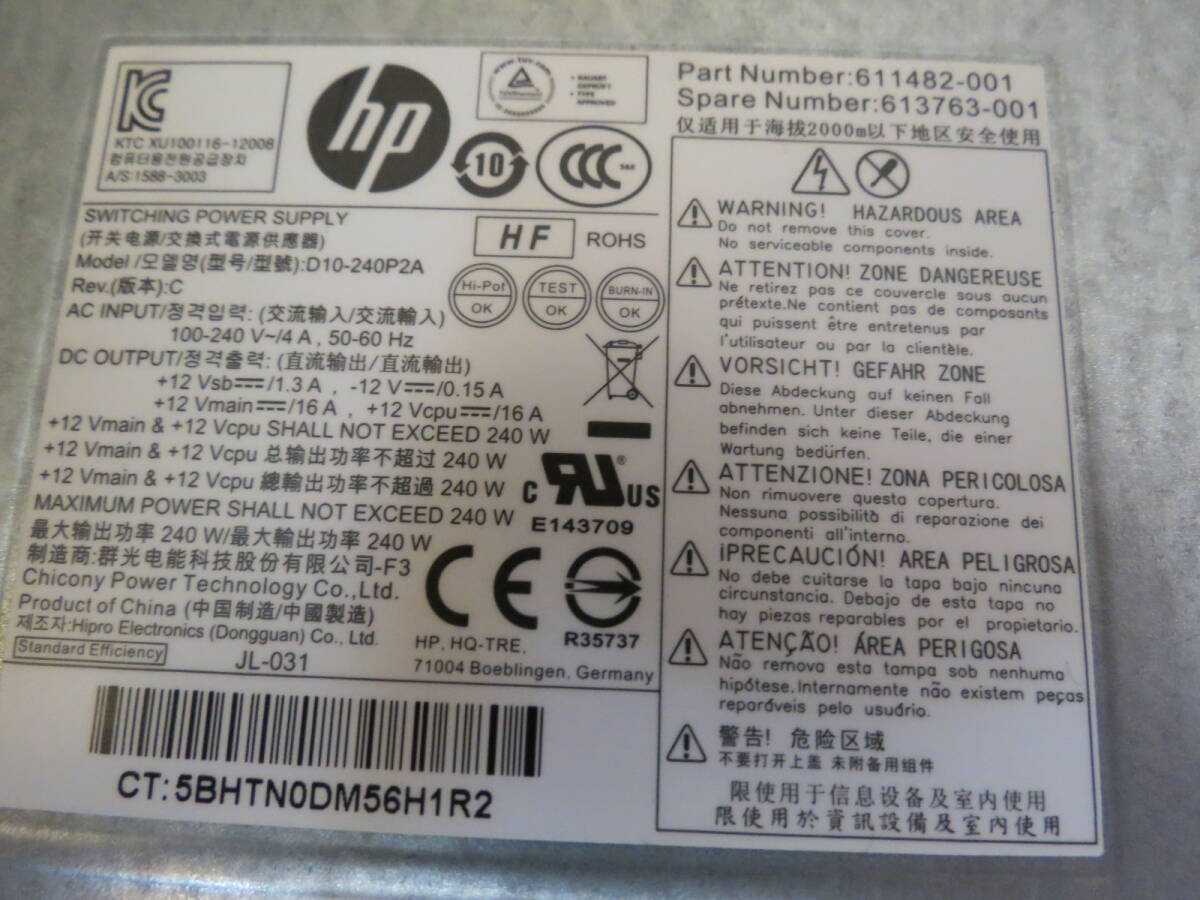 KTC XU100116-12008
컴퓨터용전원공급장치
A/S:1588-3003
hp
BAUART
GEPRÜFT
TYPE
APPROVED
10
Part Number:611482-001
Spare Number:613763-001
仅适用于海拔2000m以下地区安全使用
SWITCHING POWER SUPPLY
(开关电源/交換式電源供應器)
Model /모델명(型号/型號):D10-240P2A
Rev.(版本):C
HF ROHS
Hi-Pot OK
TEST OK
BURN-IN OK
AC INPUT/정격입력: (交流输入/交流輸入)
100-240 V~/4 A , 50-60 Hz
DC OUTPUT/정격출력: (直流输出/直流輸出)
+12 Vsb⎓/1.3 A , -12 V⎓/0.15 A
+12 Vmain⎓/16 A , +12 Vcpu⎓/16 A
+12 Vmain & +12 Vcpu SHALL NOT EXCEED 240 W
+12 Vmain & +12 Vcpu 总输出功率不超过 240 W
+12 Vmain & +12 Vcpu 總輸出功率不超過 240 W
MAXIMUM POWER SHALL NOT EXCEED 240 W
最大输出功率 240 W/最大輸出功率 240 W
制造商:群光电能科技股份有限公司-F3
Chicony Power Technology Co.,Ltd.
Product of China (中国制造/中國製造)
제조자:Hipro Electronics (Dongguan) Co., Ltd.
Standard Efficiency
JL-031
C RU US ®
E143709
CE
R35737
HP, HQ-TRE,
71004 Boeblingen, Germany
CT:5BHTN0DM56H1R2
WARNING! HAZARDOUS AREA
Do not remove this cover.
No serviceable components inside.
ATTENTION! ZONE DANGEREUSE
Ne retirez pas ce couvercle sous aucun
prétexte.Ne contient pas de composants
qui puissent être entretenus par
l'utilisateur ou par la clientèle.
VORSICHT! GEFAHR ZONE
Diese Abdeckung auf keinen Fall
abnehmen. Unter dieser Abdeckung
befinden sich keine Teile, die einer
Wartung bedürfen.
ATTENZIONE! ZONA PERICOLOSA
Non rimuovere questa copertura.
Nessuna possibilità di reparazione dei
componenti all'interno.
¡PRECAUCIÓN! AREA PELIGROSA
No debe cuitarse la tapa bajo ninguna
circunstancia. Debajo de esta tapa no
hay piezas reparables por el propietario.
ATENÇÃO! ÁREA PERIGOSA
Não remova esta tampa sob nenhuma
hipótese.Internamente não existem peças
reparáveis pelo usuário.
警告! 危险区域
不要打开上盖 未附备用组件
限使用于信息设备及室内使用
限使用於資訊設備及室內使用